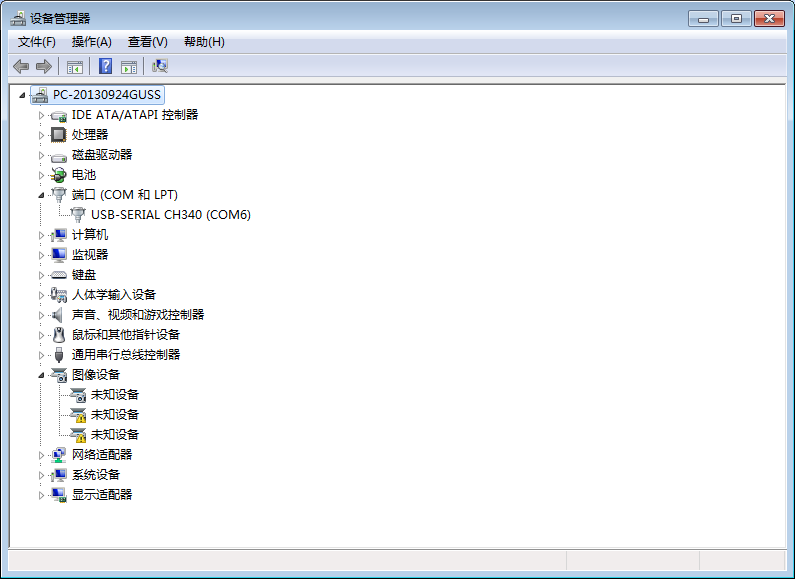 设备管理器
文件(F) 操作(A) 查看(V) 帮助(H)
PC-20130924GUSS
IDE ATA/ATAPI 控制器
处理器
磁盘驱动器
电池
端口 (COM 和 LPT)
USB-SERIAL CH340 (COM6)
计算机
监视器
键盘
人体学输入设备
声音、视频和游戏控制器
鼠标和其他指针设备
通用串行总线控制器
图像设备
未知设备
未知设备
未知设备
网络适配器
系统设备
显示适配器